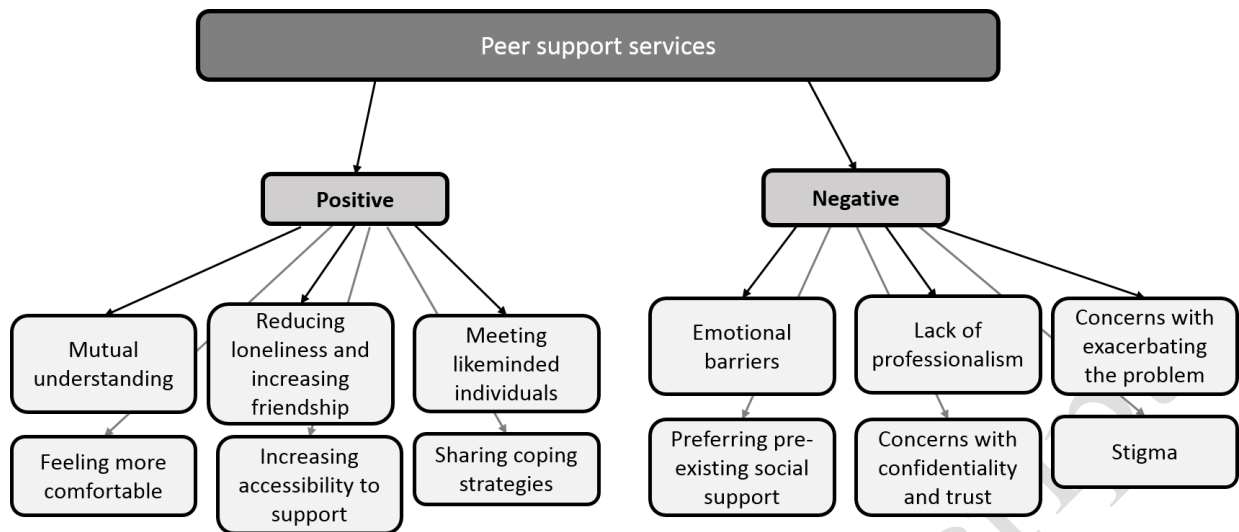 Peer support services
Positive
Negative
Mutual
understanding
Reducing
loneliness and
increasing
friendship
Meeting
likeminded
individuals
Emotional
barriers
Lack of
professionalism
Concerns with
exacerbating
the problem
Feeling more
comfortable
Increasing
accessibility to
support
Sharing coping
strategies
Preferring pre-
existing social
support
Concerns with
confidentiality
and trust
Stigma